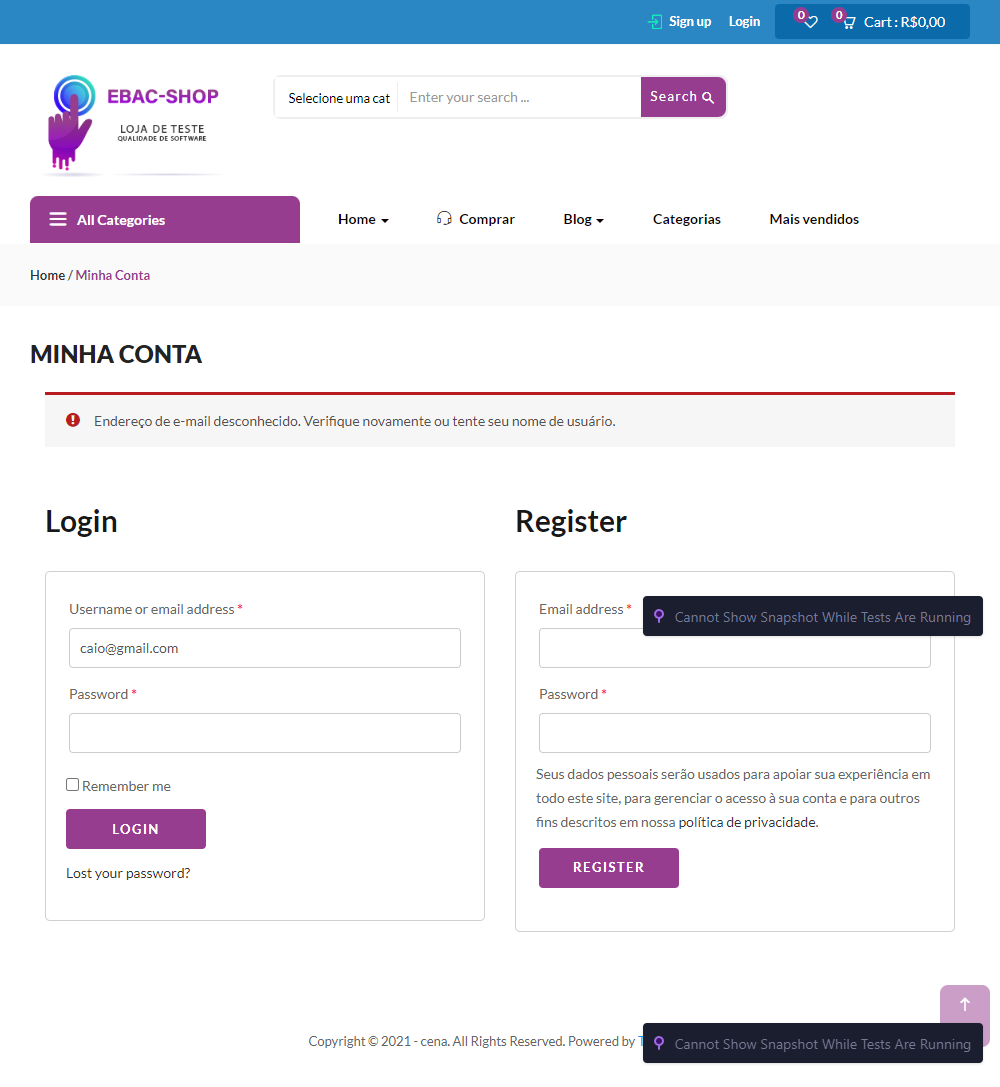 Sign up Login 0 0 Cart : R$0,00
EBAC-SHOP
LOJA DE TESTE
QUALIDADE DE SOFTWARE
Selecione uma cat Enter your search ... Search
All Categories Home Comprar Blog Categorias Mais vendidos
Home / Minha Conta
MINHA CONTA
Endereço de e-mail desconhecido. Verifique novamente ou tente seu nome de usuário.
Login
Username or email address *
caio@gmail.com
Password *
Remember me
LOGIN
Lost your password?
Register
Email address *
Cannot Show Snapshot While Tests Are Running
Password *
Seus dados pessoais serão usados para apoiar sua experiência em
todo este site, para gerenciar o acesso à sua conta e para outros
fins descritos em nossa política de privacidade.
REGISTER
Copyright © 2021 - cena. All Rights Reserved. Powered by
Cannot Show Snapshot While Tests Are Running